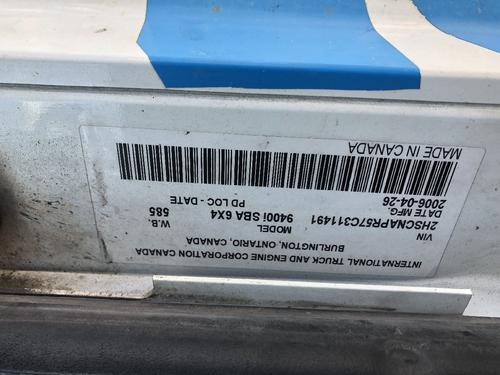 INTERNATIONAL TRUCK AND ENGINE CORPORATION CANADA
BURLINGTON, ONTARIO, CANADA
VIN MODEL W.B.
2HSCNAPR57C311491 9400I SBA 6X4 585
DATE MFG. PD LOC - DATE
2006-04-26
MADE IN CANADA